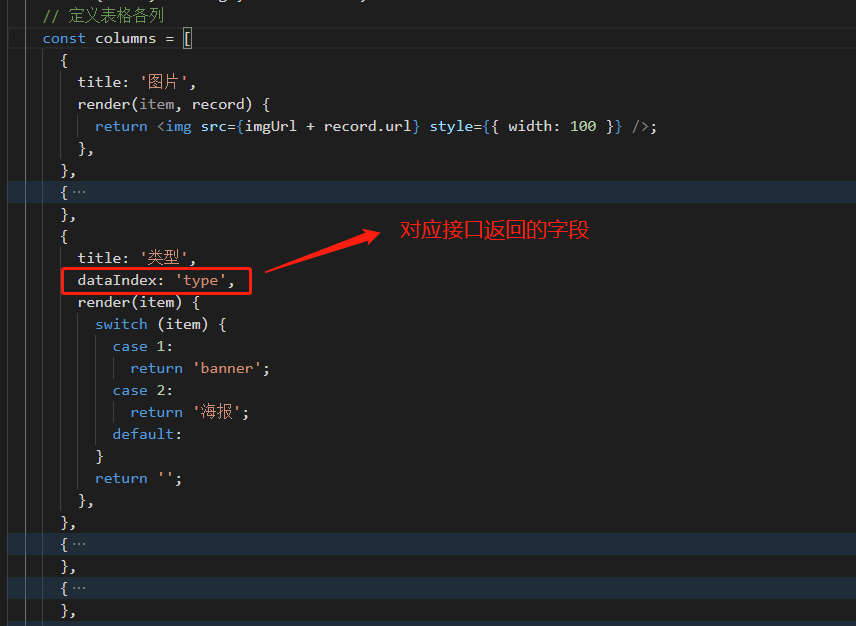 // 定义表格各列
const columns = [
{
title: '图片',
render(item, record) {
return <img src={imgUrl + record.url} style={{ width: 100 }} />;
},
},
{ ···
},
{
title: '类型',
dataIndex: 'type',
对应接口返回的字段
render(item) {
switch (item) {
case 1:
return 'banner';
case 2:
return '海报';
default:
}
return '';
},
},
{ ···
},
{ ···
},